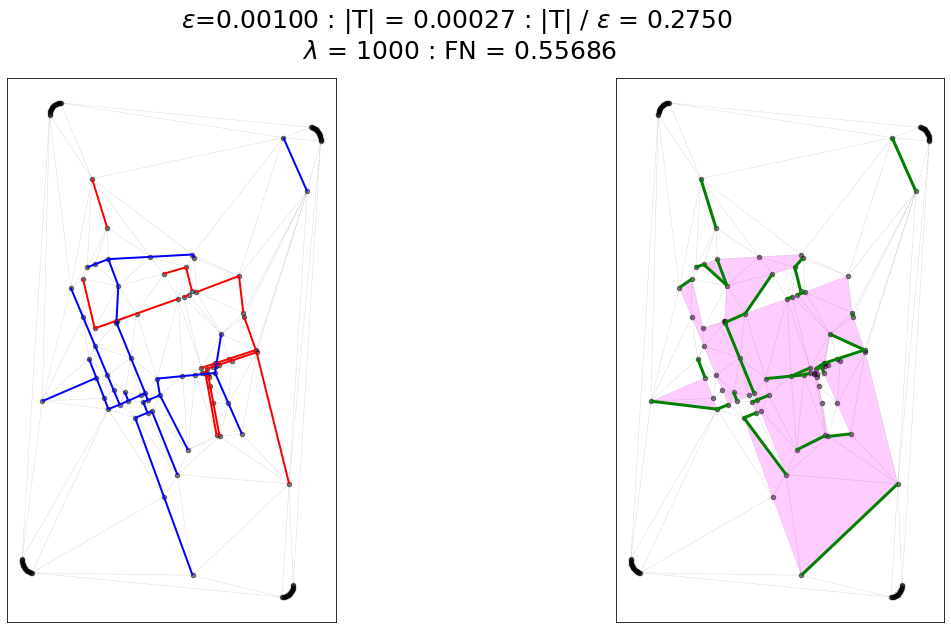 ε=0.00100 : |T| = 0.00027 : |T| / ε = 0.2750
λ = 1000 : FN = 0.55686